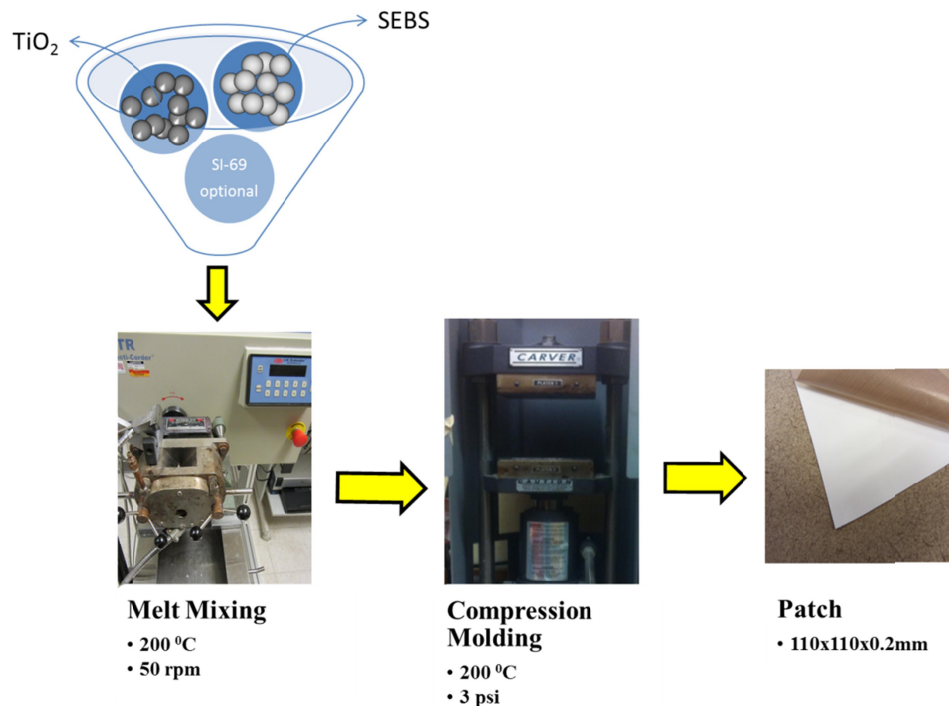 SEBS
TiO₂
SI-69
optional
TR
CARVER
Melt Mixing
• 200 ⁰C
• 50 rpm
Compression
Molding
• 200 ⁰C
• 3 psi
Patch
• 110x110x0.2mm